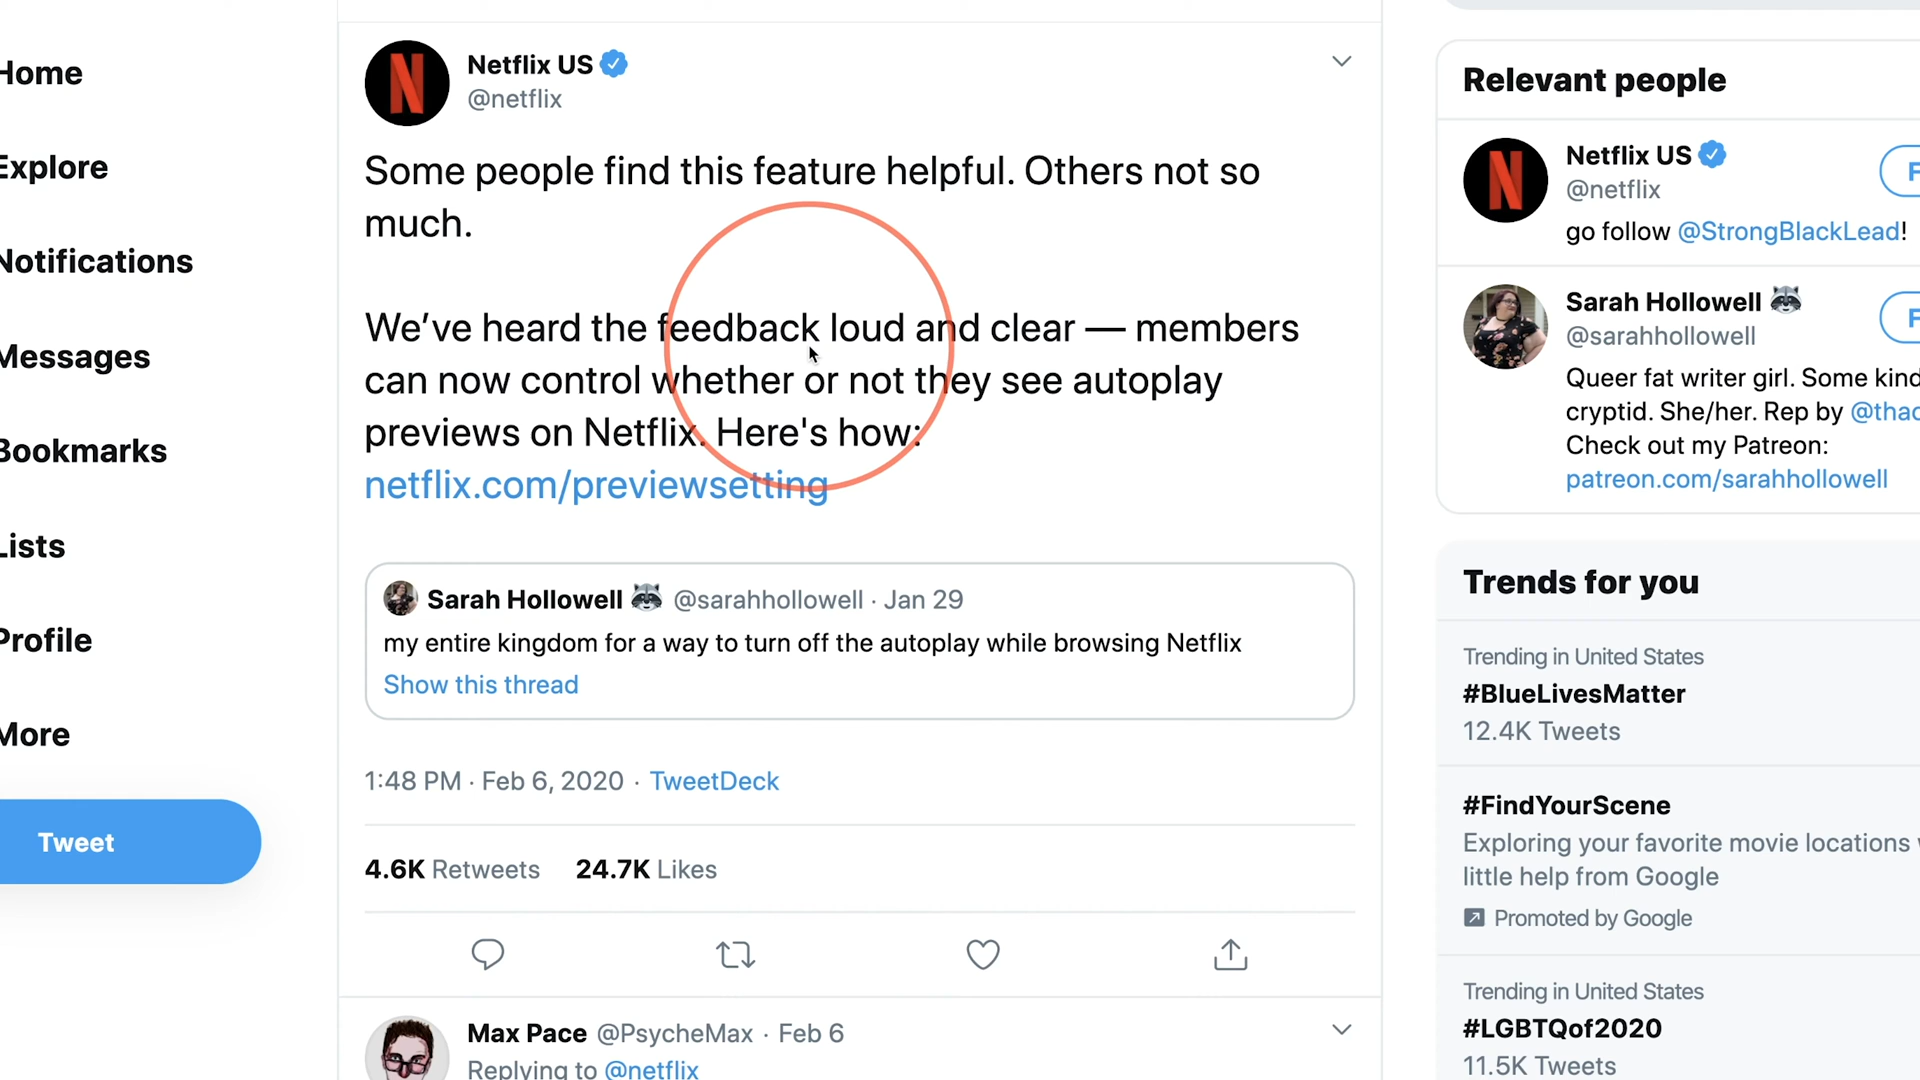 Home
Explore
Notifications
Messages
Bookmarks
Lists
Profile
More
Tweet
Netflix US
@netflix
Some people find this feature helpful. Others not so
much.
We’ve heard the feedback loud and clear — members
can now control whether or not they see autoplay
previews on Netflix. Here's how:
netflix.com/previewsetting
Sarah Hollowell 🦝 @sarahhollowell · Jan 29
my entire kingdom for a way to turn off the autoplay while browsing Netflix
Show this thread
1:48 PM · Feb 6, 2020 · TweetDeck
4.6K Retweets 24.7K Likes
Max Pace @PsycheMax · Feb 6
Replying to @netflix
Relevant people
Netflix US
@netflix
F
go follow @StrongBlackLead!
Sarah Hollowell 🦝
@sarahhollowell
F
Queer fat writer girl. Some kind
cryptid. She/her. Rep by @thao
Check out my Patreon:
patreon.com/sarahhollowell
Trends for you
Trending in United States
#BlueLivesMatter
12.4K Tweets
#FindYourScene
Exploring your favorite movie locations
little help from Google
Promoted by Google
Trending in United States
#LGBTQof2020
11.5K Tweets